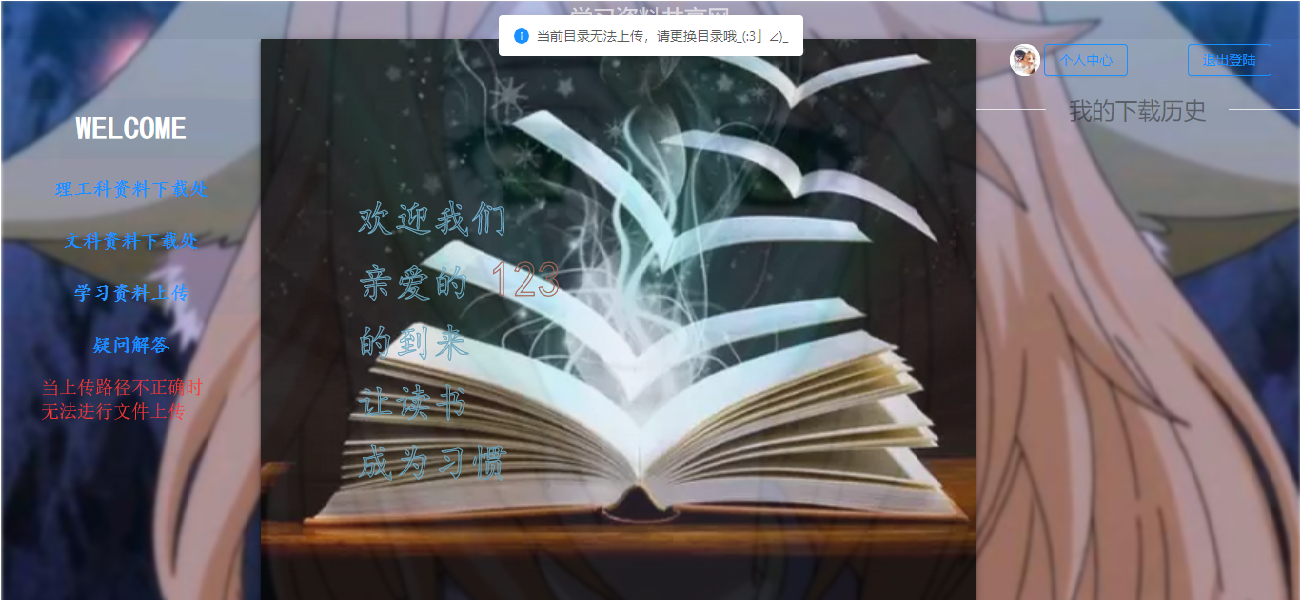 学习资料共享网
当前目录无法上传，请更换目录哦_(:3」∠)_
个人中心
退出登陆
我的下载历史
WELCOME
理工科资料下载处
文科资料下载处
学习资料上传
疑问解答
当上传路径不正确时
无法进行文件上传
欢迎我们
亲爱的 123
的到来
让读书
成为习惯